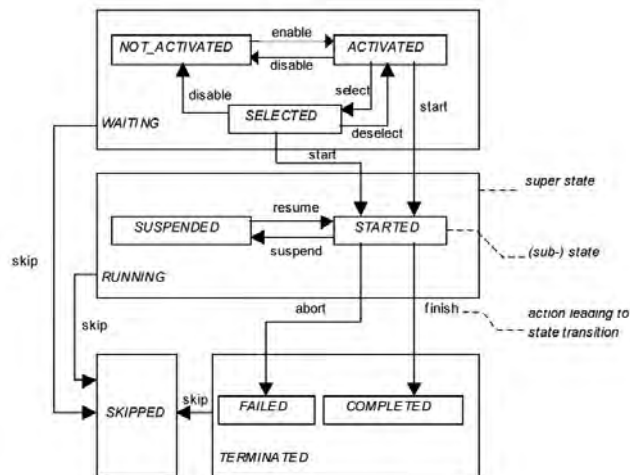 enable
NOT_ACTIVATED
ACTIVATED
disable
select
disable
SELECTED
start
deselect
WAITING
start
super state
resume
SUSPENDED
STARTED
suspend
(sub-) state
skip
RUNNING
abort
finish
action leading to
state transition
skip
skip
SKIPPED
FAILED
COMPLETED
TERMINATED